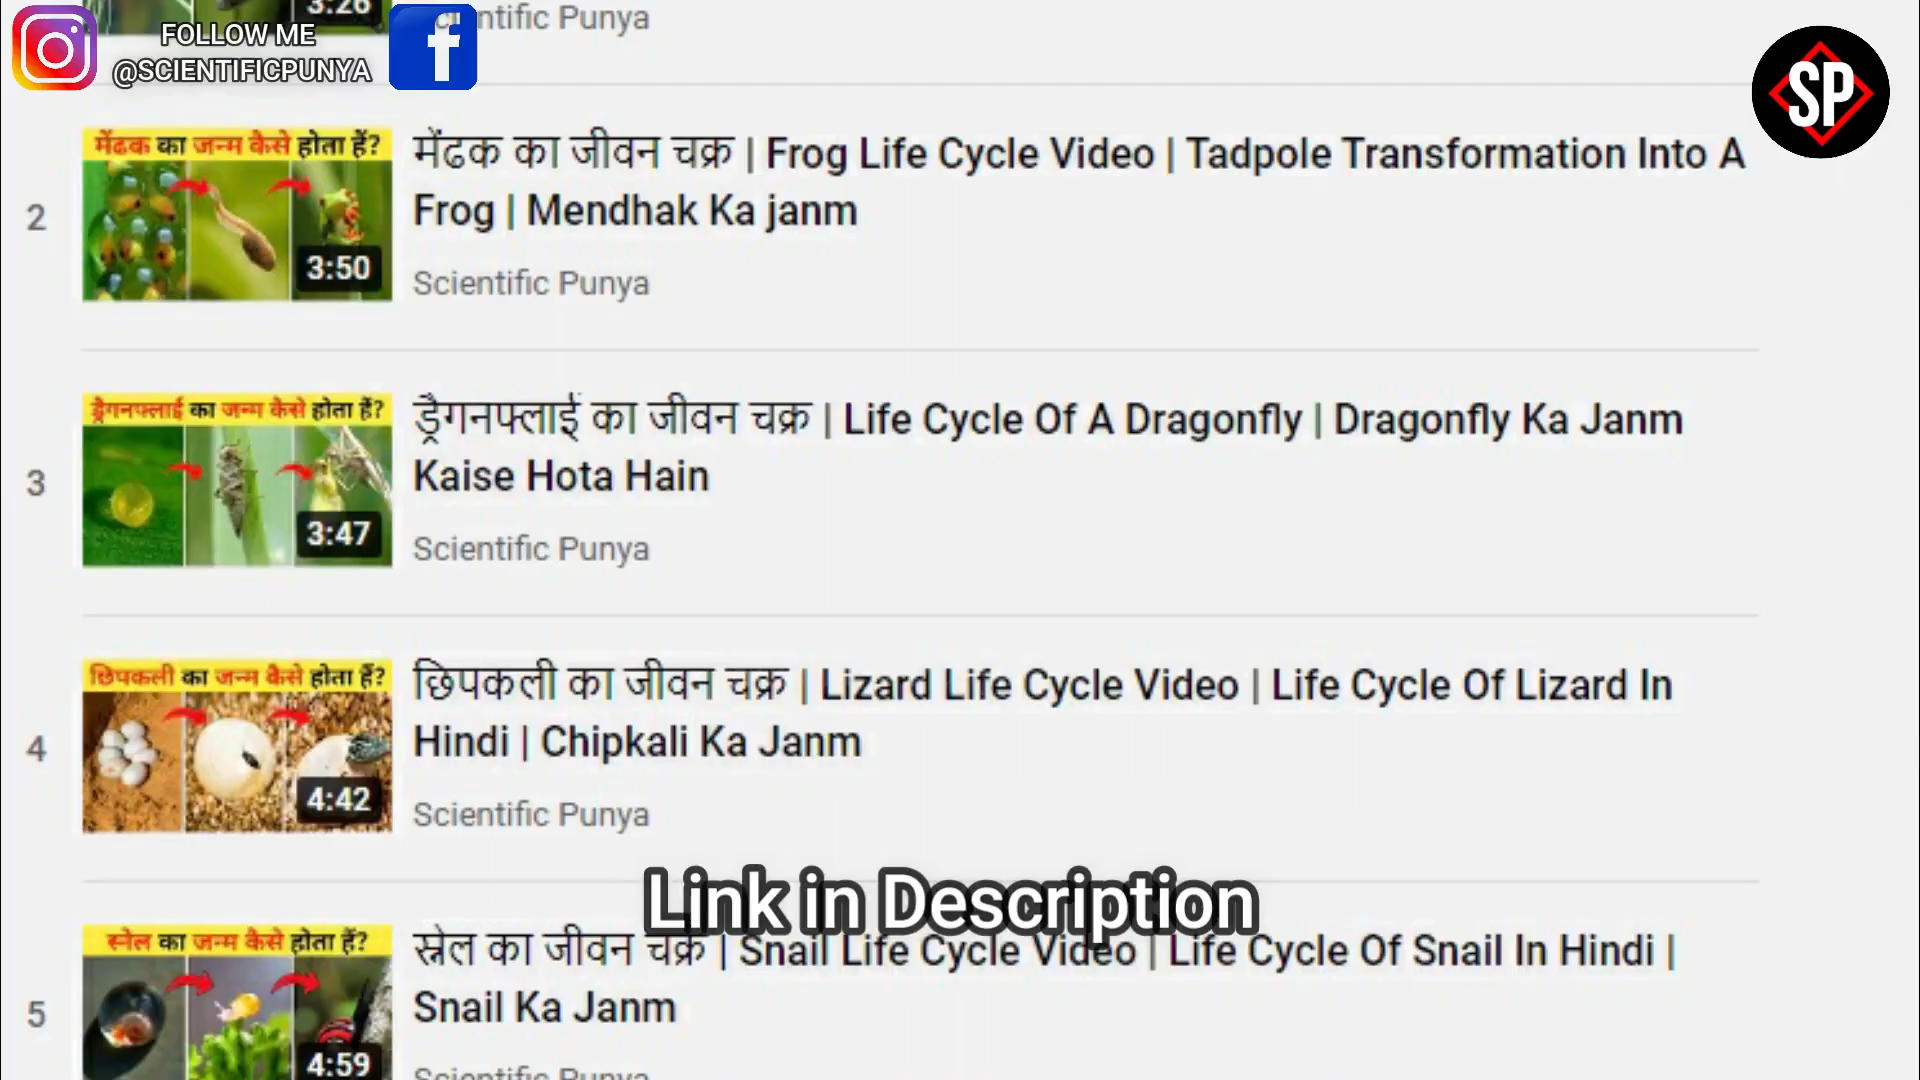 3:26
Scientific Punya
FOLLOW ME
@SCIENTIFICPUNYA
f
SP
2
मेंढक का जन्म कैसे होता हैं?
3:50
मेंढक का जीवन चक्र | Frog Life Cycle Video | Tadpole Transformation Into A
Frog | Mendhak Ka janm
Scientific Punya
3
ड्रैगनफ्लाई का जन्म कैसे होता हैं?
3:47
ड्रैगनफ्लाई का जीवन चक्र | Life Cycle Of A Dragonfly | Dragonfly Ka Janm
Kaise Hota Hain
Scientific Punya
4
छिपकली का जन्म कैसे होता हैं?
4:42
छिपकली का जीवन चक्र | Lizard Life Cycle Video | Life Cycle Of Lizard In
Hindi | Chipkali Ka Janm
Scientific Punya
Link in Description
5
स्नेल का जन्म कैसे होता हैं?
4:59
स्नेल का जीवन चक्र | Snail Life Cycle Video | Life Cycle Of Snail In Hindi |
Snail Ka Janm
Scientific Punya